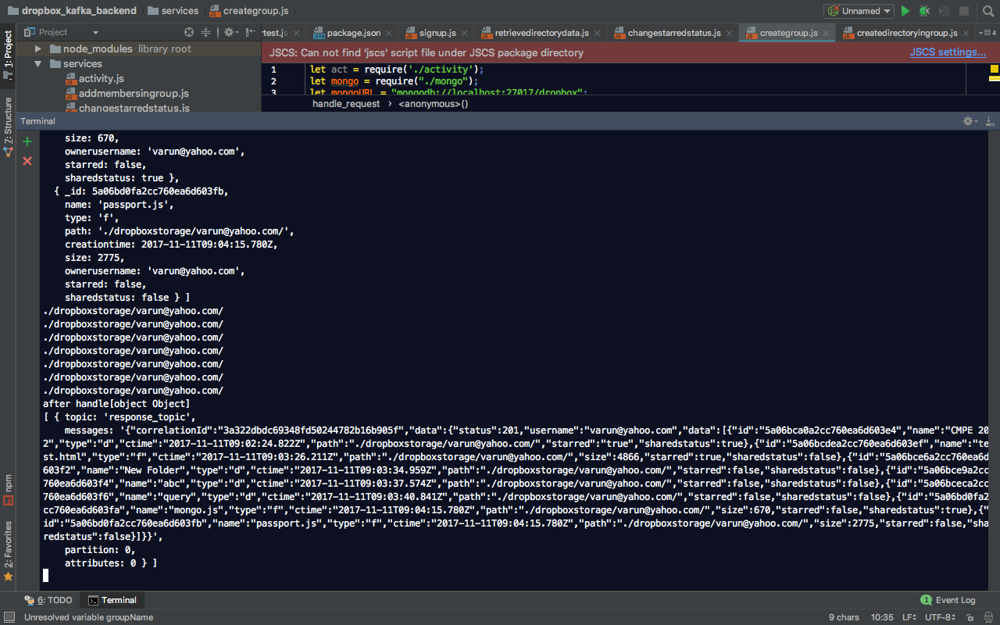 dropbox_kafka_backend services creategroup.js Unnamed
1: Project
Project
rtest.js package.json signup.js retrievedirectorydata.js changestarredstatus.js creategroup.js createdirectoryingroup.js 4
node_modules library root
services
activity.js
addmembersingroup.js
changestarredstatus.js
JSCS: Can not find 'jscs' script file under JSCS package directory JSCS settings...
1 let act = require('./activity');
2 let mongo = require("./mongo");
3 let mongoURL = "mongodb://localhost:27017/dropbox";
handle_request › <anonymous>()
Z: Structure
Terminal
size: 670,
ownerusername: 'varun@yahoo.com',
starred: false,
sharedstatus: true },
{ _id: 5a06bd0fa2cc760ea6d603fb,
name: 'passport.js',
type: 'f',
path: './dropboxstorage/varun@yahoo.com/',
creationtime: 2017-11-11T09:04:15.780Z,
size: 2775,
ownerusername: 'varun@yahoo.com',
starred: false,
sharedstatus: false } ]
./dropboxstorage/varun@yahoo.com/
./dropboxstorage/varun@yahoo.com/
./dropboxstorage/varun@yahoo.com/
./dropboxstorage/varun@yahoo.com/
./dropboxstorage/varun@yahoo.com/
./dropboxstorage/varun@yahoo.com/
./dropboxstorage/varun@yahoo.com/
after handle[object Object]
[ { topic: 'response_topic',
messages: '{"correlationId":"3a322dbdc69348fd50244782b16b905f","data":{"status":201,"username":"varun@yahoo.com","data":[{"id":"5a06bca0a2cc760ea6d603e4","name":"CMPE 20
2","type":"d","ctime":"2017-11-11T09:02:24.822Z","path":"./dropboxstorage/varun@yahoo.com/","starred":"true","sharedstatus":true},{"id":"5a06bcdea2cc760ea6d603ef","name":"te
st.html","type":"f","ctime":"2017-11-11T09:03:26.211Z","path":"./dropboxstorage/varun@yahoo.com/","size":4866,"starred":true,"sharedstatus":false},{"id":"5a06bce6a2cc760ea6d
603f2","name":"New Folder","type":"d","ctime":"2017-11-11T09:03:34.959Z","path":"./dropboxstorage/varun@yahoo.com/","starred":false,"sharedstatus":false},{"id":"5a06bce9a2cc
760ea6d603f4","name":"abc","type":"d","ctime":"2017-11-11T09:03:37.574Z","path":"./dropboxstorage/varun@yahoo.com/","starred":false,"sharedstatus":false},{"id":"5a06bceca2cc
760ea6d603f6","name":"query","type":"d","ctime":"2017-11-11T09:03:40.841Z","path":"./dropboxstorage/varun@yahoo.com/","starred":false,"sharedstatus":false},{"id":"5a06bd0fa2
cc760ea6d603fa","name":"mongo.js","type":"f","ctime":"2017-11-11T09:04:15.780Z","path":"./dropboxstorage/varun@yahoo.com/","size":670,"starred":false,"sharedstatus":true},{"
id":"5a06bd0fa2cc760ea6d603fb","name":"passport.js","type":"f","ctime":"2017-11-11T09:04:15.780Z","path":"./dropboxstorage/varun@yahoo.com/","size":2775,"starred":false,"sha
redstatus":false}]}}',
partition: 0,
attributes: 0 } ]
npm
2: Favorites
6: TODO Terminal 1 Event Log
Unresolved variable groupName 9 chars 10:35 LF UTF-8